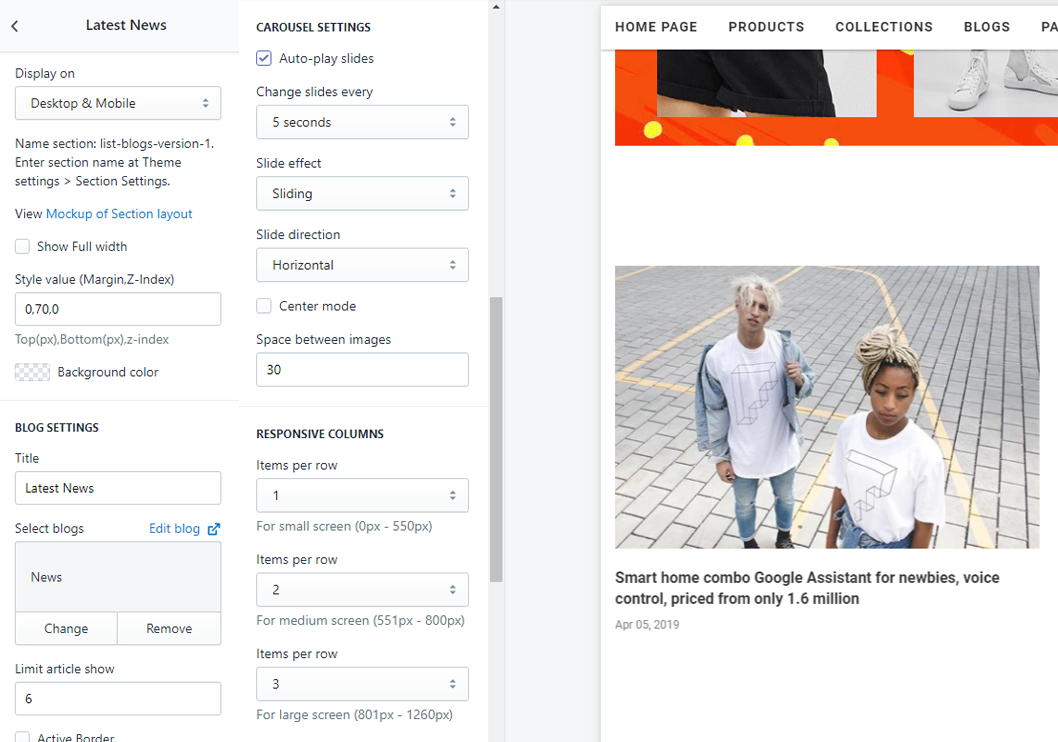 Latest News
Display on
Desktop & Mobile
Name section: list-blogs-version-1.
Enter section name at Theme
settings > Section Settings.
View Mockup of Section layout
Show Full width
Style value (Margin,Z-Index)
0,70,0
Top(px),Bottom(px),z-index
Background color
BLOG SETTINGS
Title
Latest News
Select blogs Edit blog
News
Change Remove
Limit article show
6
Active Border
CAROUSEL SETTINGS
Auto-play slides
Change slides every
5 seconds
Slide effect
Sliding
Slide direction
Horizontal
Center mode
Space between images
30
RESPONSIVE COLUMNS
Items per row
1
For small screen (0px - 550px)
Items per row
2
For medium screen (551px - 800px)
Items per row
3
For large screen (801px - 1260px)
HOME PAGE PRODUCTS COLLECTIONS BLOGS PA
Smart home combo Google Assistant for newbies, voice
control, priced from only 1.6 million
Apr 05, 2019